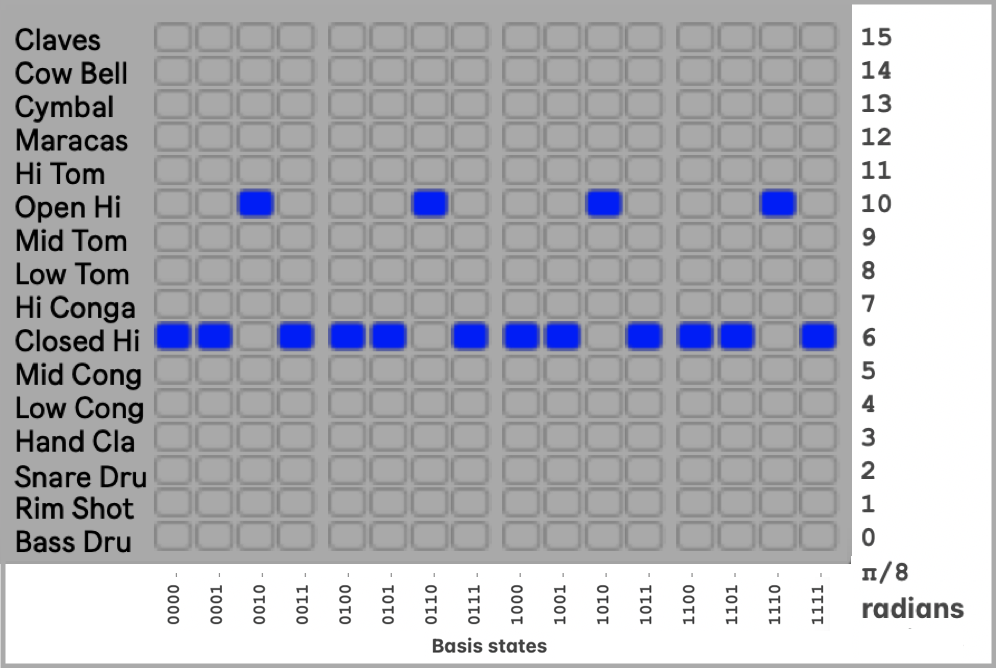 Claves 15
Cow Bell 14
Cymbal 13
Maracas 12
Hi Tom 11
Open Hi 10
Mid Tom 9
Low Tom 8
Hi Conga 7
Closed Hi 6
Mid Cong 5
Low Cong 4
Hand Cla 3
Snare Dru 2
Rim Shot 1
Bass Dru 0
π/8
radians
0000 0001 0010 0011 0100 0101 0110 0111 1000 1001 1010 1011 1100 1101 1110 1111
Basis states